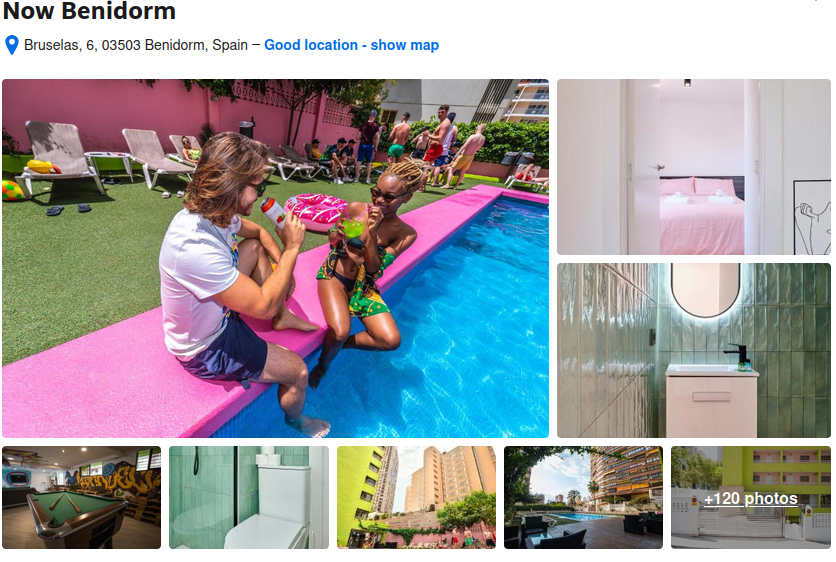 Now Benidorm
Bruselas, 6, 03503 Benidorm, Spain – Good location - show map
+120 photos